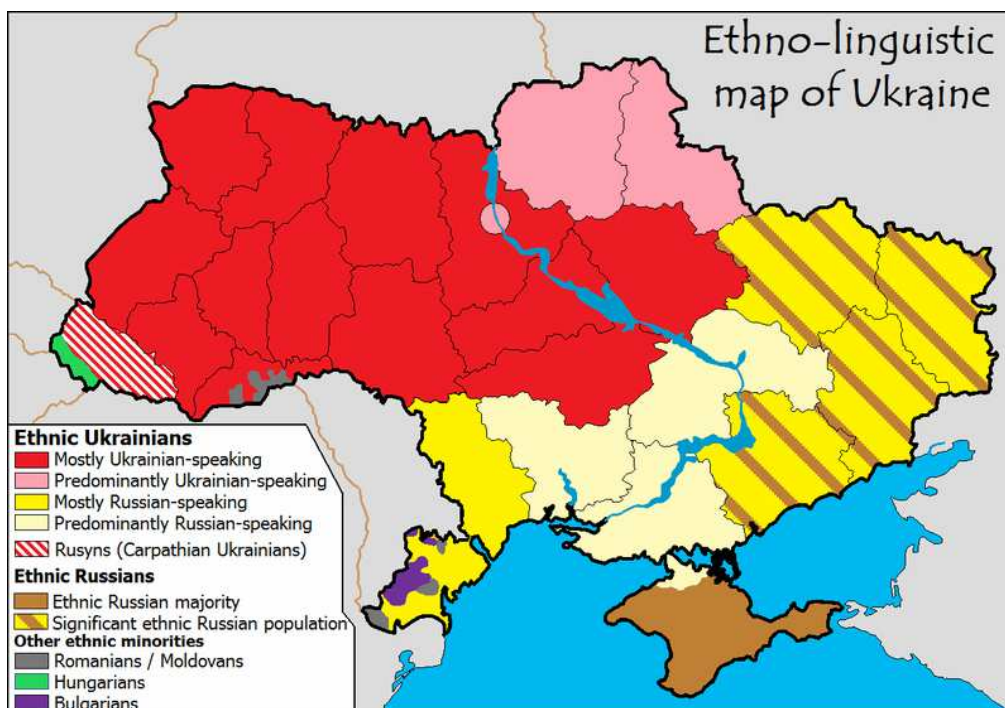 Ethno-linguistic
map of Ukraine
Ethnic Ukrainians
Mostly Ukrainian-speaking
Predominantly Ukrainian-speaking
Mostly Russian-speaking
Predominantly Russian-speaking
Rusyns (Carpathian Ukrainians)
Ethnic Russians
Ethnic Russian majority
Significant ethnic Russian population
Other ethnic minorities
Romanians / Moldovans
Hungarians
Bulgarians